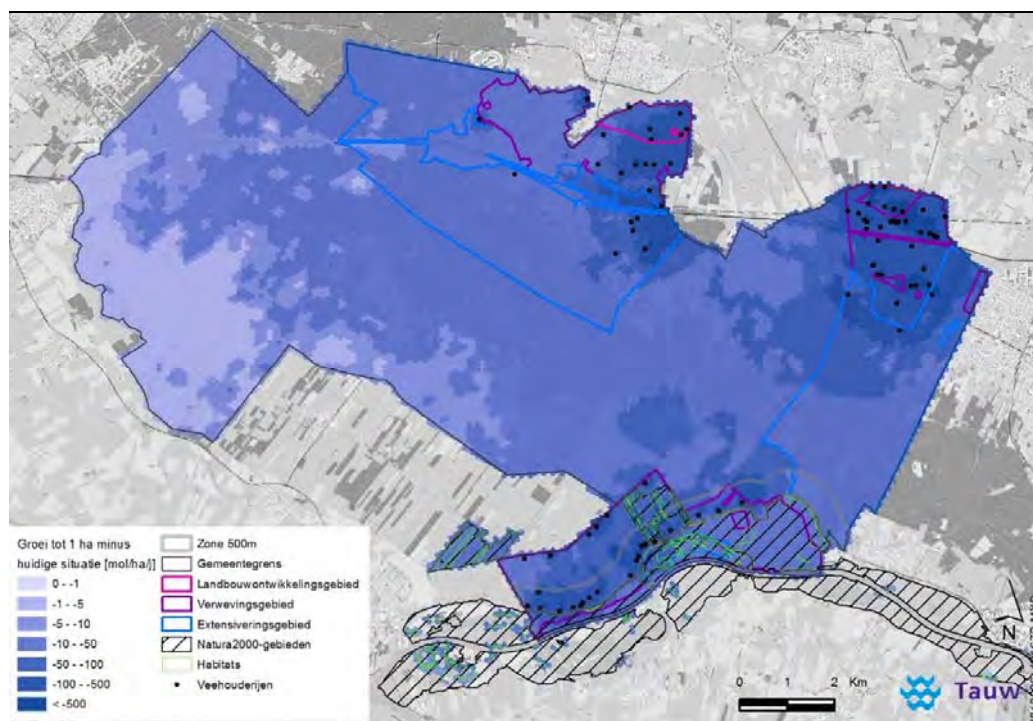 Groei tot 1 ha minus
huidige situatie [mol/ha/j]
0 - -1
-1 - -5
-5 - -10
-10 - -50
-50 - -100
-100 - -500
< -500
Zone 500m
Gemeentegrens
Landbouwontwikkelingsgebied
Verwevingsgebied
Extensiveringsgebied
Natura2000-gebieden
Habitats
Veehouderijen
0 1 2 Km
N
Tauw